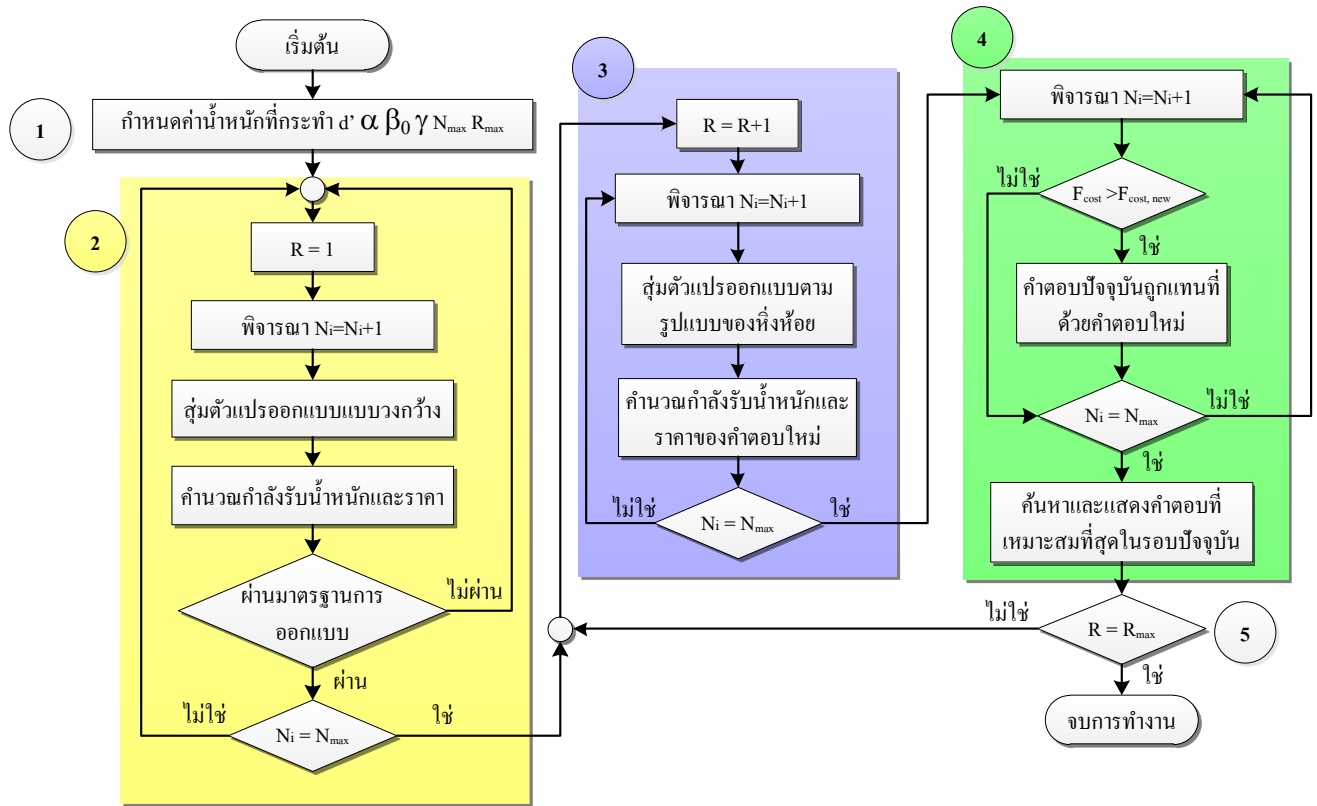 เริ่มต้น
1
กำหนดค่าน้ำหนักที่กระทำ d’ α β0 γ Nmax Rmax
2
R = 1
พิจารณา Ni=Ni+1
สุ่มตัวแปรออกแบบแบบวงกว้าง
คำนวณกำลังรับน้ำหนักและราคา
ผ่านมาตรฐานการ
ออกแบบ
ไม่ผ่าน
ผ่าน
ไม่ใช่
Ni = Nmax
ใช่
3
R = R+1
พิจารณา Ni=Ni+1
สุ่มตัวแปรออกแบบตาม
รูปแบบของหิ่งห้อย
คำนวณกำลังรับน้ำหนักและ
ราคาของคำตอบใหม่
ไม่ใช่
Ni = Nmax
ใช่
4
พิจารณา Ni=Ni+1
ไม่ใช่
Fcost >Fcost, new
ใช่
คำตอบปัจจุบันถูกแทนที่
ด้วยคำตอบใหม่
Ni = Nmax
ไม่ใช่
ใช่
ค้นหาและแสดงคำตอบที่
เหมาะสมที่สุดในรอบปัจจุบัน
ไม่ใช่
R = Rmax
5
ใช่
จบการทำงาน